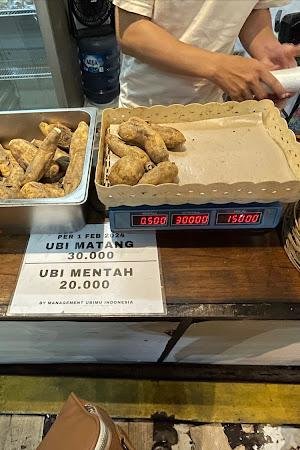 0.500 30000 15000
PER 1 FEB 2024
UBI MATANG
30.000
UBI MENTAH
20.000
BY MANAGEMENT UBIMU INDONESIA